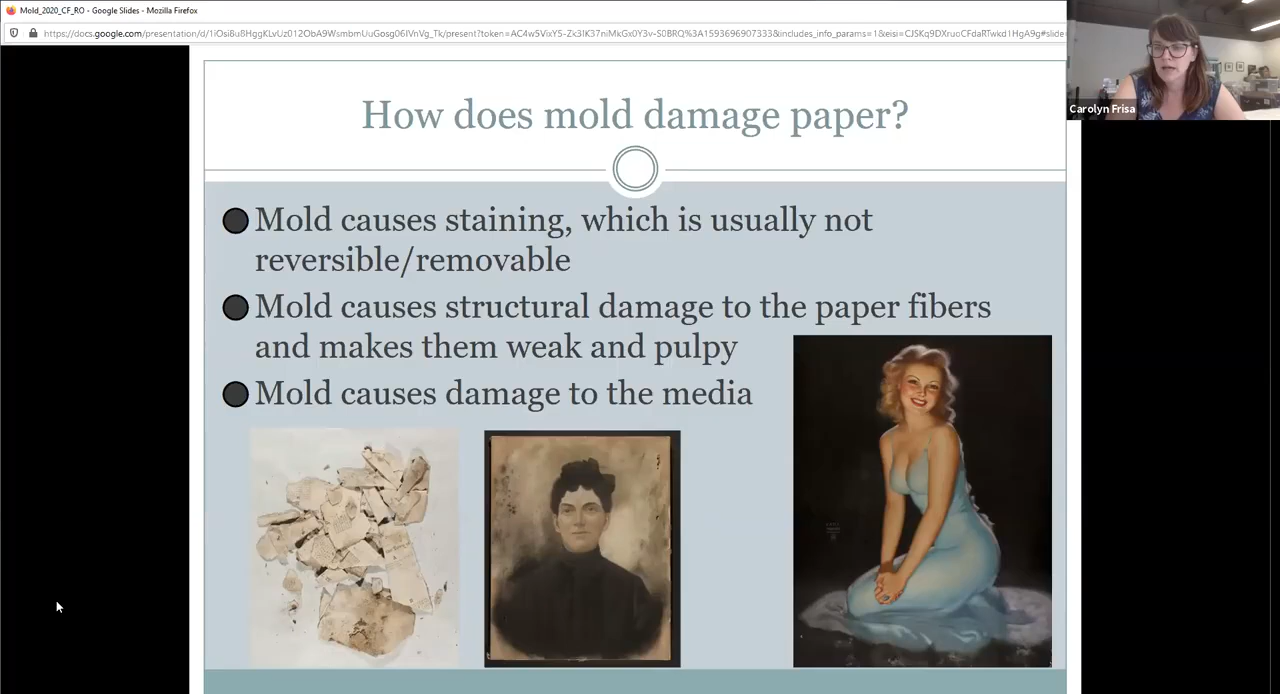 Mold_2020_CF_RO - Google Slides - Mozilla Firefox
Carolyn Frisa
How does mold damage paper?
● Mold causes staining, which is usually not
reversible/removable
● Mold causes structural damage to the paper fibers
and makes them weak and pulpy
● Mold causes damage to the media